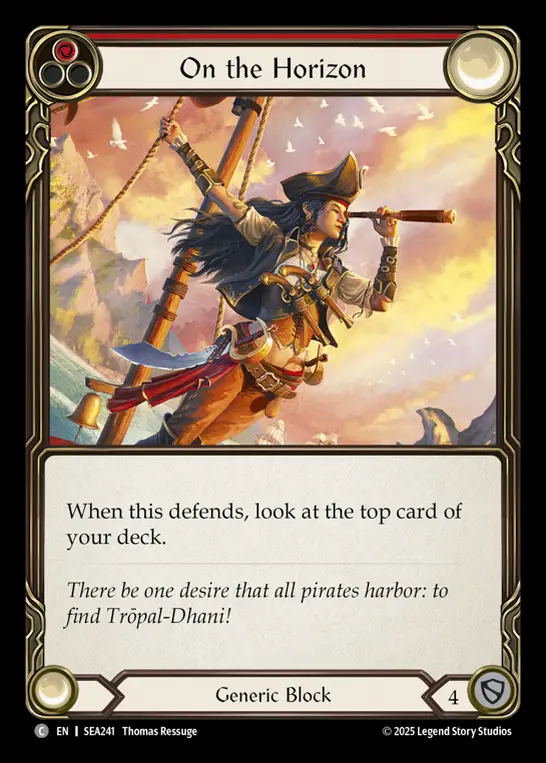 On the Horizon
When this defends, look at the top card of
your deck.
There be one desire that all pirates harbor: to
find Trōpal-Dhani!
Generic Block
4
C EN | SEA241 Thomas Ressuge
© 2025 Legend Story Studios